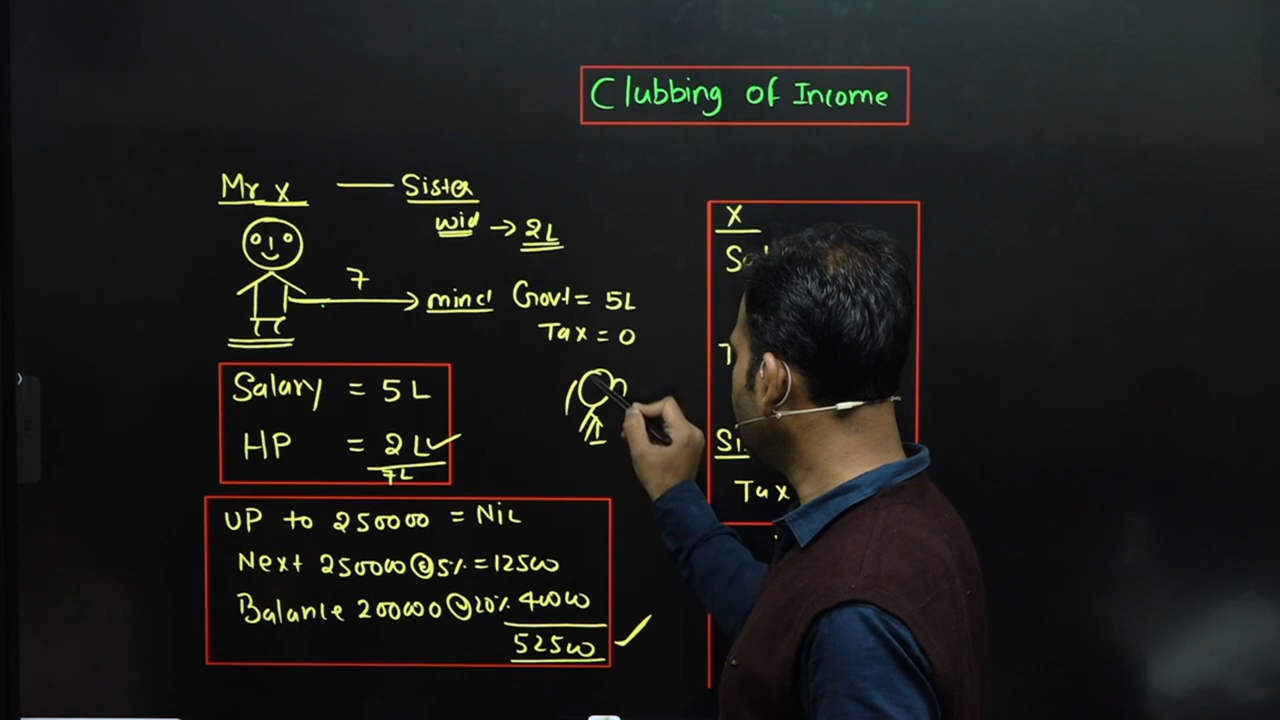 Clubbing of Income
Mr X — Sister
wid → 2L
7
mind Govt = 5L
Tax = 0
Salary = 5L
HP = 2L ✓
7L
UP to 250000 = NiL
Next 250000 @ 5% = 12500
Balance 200000 @ 20% 40000
52500 ✓
X
Tax